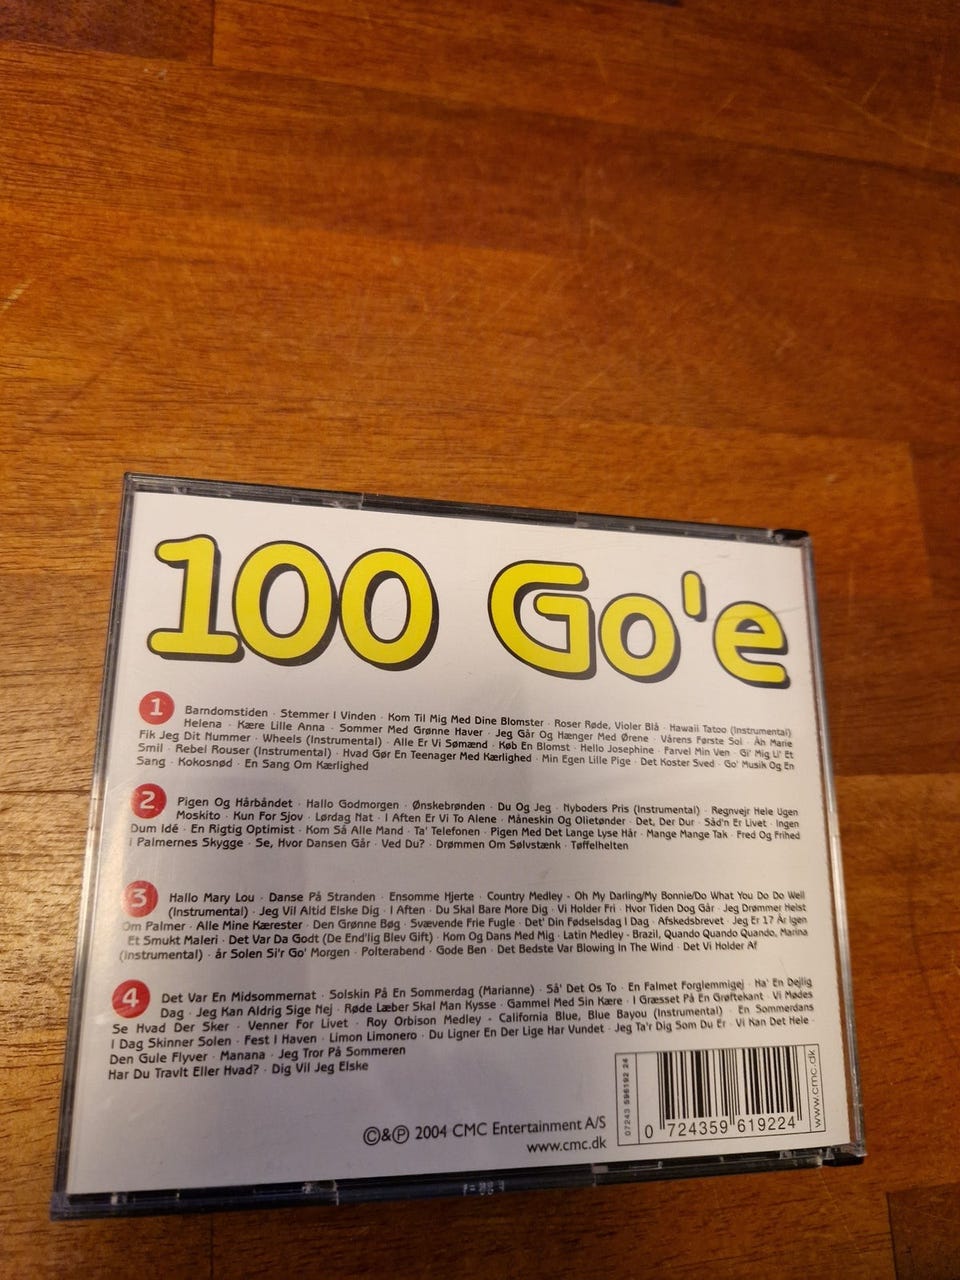 100 Go'e
1
Barndomstiden · Stemmer I Vinden · Kom Til Mig Med Dine Blomster · Roser Røde, Violer Blå · Hawaii Tatoo (Instrumental)
Helena · Kære Lille Anna · Sommer Med Grønne Haver · Jeg Går Og Hænger Med Ørene · Vårens Første Sol · Åh Marie
Fik Jeg Dit Nummer · Wheels (Instrumental) · Alle Er Vi Sømænd · Køb En Blomst · Hello Josephine · Farvel Min Ven · Gi' Mig Li' Et
Smil · Rebel Rouser (Instrumental) · Hvad Gør En Teenager Med Kærlighed · Min Egen Lille Pige · Det Koster Sved · Go' Musik Og En
Sang · Kokosnød · En Sang Om Kærlighed
2
Pigen Og Hårbåndet · Hallo Godmorgen · Ønskebrønden · Du Og Jeg · Nyboders Pris (Instrumental) · Regnvejr Hele Ugen
Moskito · Kun For Sjov · Lørdag Nat · I Aften Er Vi To Alene · Måneskin Og Olietønder · Det, Der Dur · Såd'n Er Livet · Ingen
Dum Idé · En Rigtig Optimist · Kom Så Alle Mand · Ta' Telefonen · Pigen Med Det Lange Lyse Hår · Mange Mange Tak · Fred Og Frihed
I Palmernes Skygge · Se, Hvor Dansen Går · Ved Du? · Drømmen Om Sølvstænk · Tøffelhelten
3
Hallo Mary Lou · Danse På Stranden · Ensomme Hjerte · Country Medley - Oh My Darling/My Bonnie/Do What You Do Do Well
(Instrumental) · Jeg Vil Altid Elske Dig · I Aften · Du Skal Bare More Dig · Vi Holder Fri · Hvor Tiden Dog Går · Jeg Drømmer Helst
Om Palmer · Alle Mine Kærester · Den Grønne Bøg · Svævende Frie Fugle · Det' Din Fødselsdag I Dag · Afskedsbrevet · Jeg Er 17 År Igen
Et Smukt Maleri · Det Var Da Godt (De End'lig Blev Gift) · Kom Og Dans Med Mig · Latin Medley - Brazil, Quando Quando Quando, Marina
(Instrumental) · år Solen Si'r Go' Morgen · Polterabend · Gode Ben · Det Bedste Var Blowing In The Wind · Det Vi Holder Af
4
Det Var En Midsommernat · Solskin På En Sommerdag (Marianne) · Så' Det Os To · En Falmet Forglemmigej · Ha' En Dejlig
Dag · Jeg Kan Aldrig Sige Nej · Røde Læber Skal Man Kysse · Gammel Med Sin Kære · I Græsset På En Grøftekant · Vi Mødes
Se Hvad Der Sker · Venner For Livet · Roy Orbison Medley - California Blue, Blue Bayou (Instrumental) · En Sommerdans
I Dag Skinner Solen · Fest I Haven · Limon Limonero · Du Ligner En Der Lige Har Vundet · Jeg Ta'r Dig Som Du Er · Vi Kan Det Hele ·
Den Gule Flyver · Manana · Jeg Tror På Sommeren
Har Du Travlt Eller Hvad? · Dig Vil Jeg Elske
©&℗ 2004 CMC Entertainment A/S
www.cmc.dk
07243 596192 24
0 724359 619224
www.cmc.dk